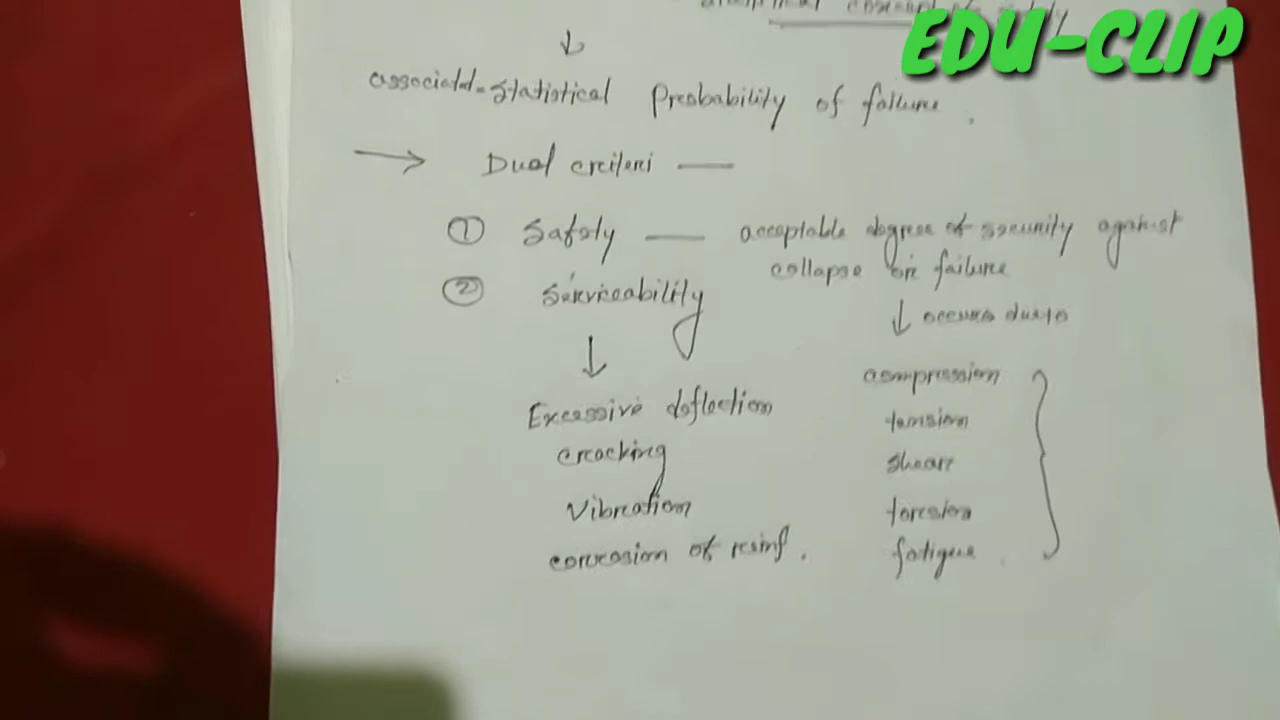 EDU-CLIP
associated - Statistical Probability of failure.
→ Dual criteri —
① Safety — acceptable degree of security against
collapse or failure
② Serviceability
↓ occurs due to
compression
Excessive deflection
tension
cracking
shear
Vibration
torsion
corrosion of reinf.
fatigue